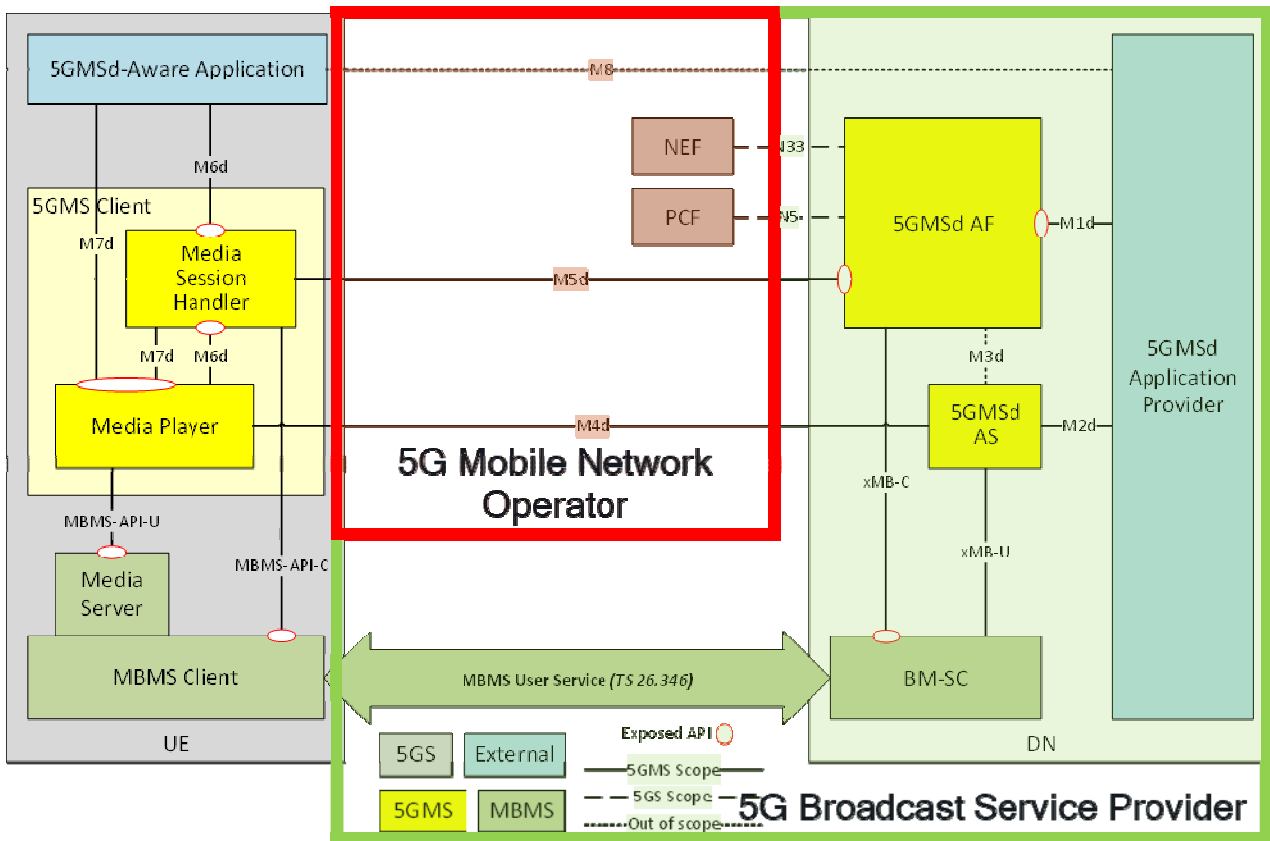 5GMSd-Aware Application
M8
NEF
N33
PCF
N5
M6d
5GMS Client
M7d
Media
Session
Handler
M5d
5GMSd AF
M1d
M7d
M6d
M3d
5GMSd
Application
Provider
Media Player
M4d
5GMSd
AS
M2d
5G Mobile Network
Operator
xMB-C
MBMS-API-U
xMB-U
MBMS-API-C
Media
Server
MBMS Client
MBMS User Service (TS 26.346)
BM-SC
UE
Exposed API
DN
5GS
External
5GMS Scope
5GS Scope
5GMS
MBMS
Out of scope
5G Broadcast Service Provider